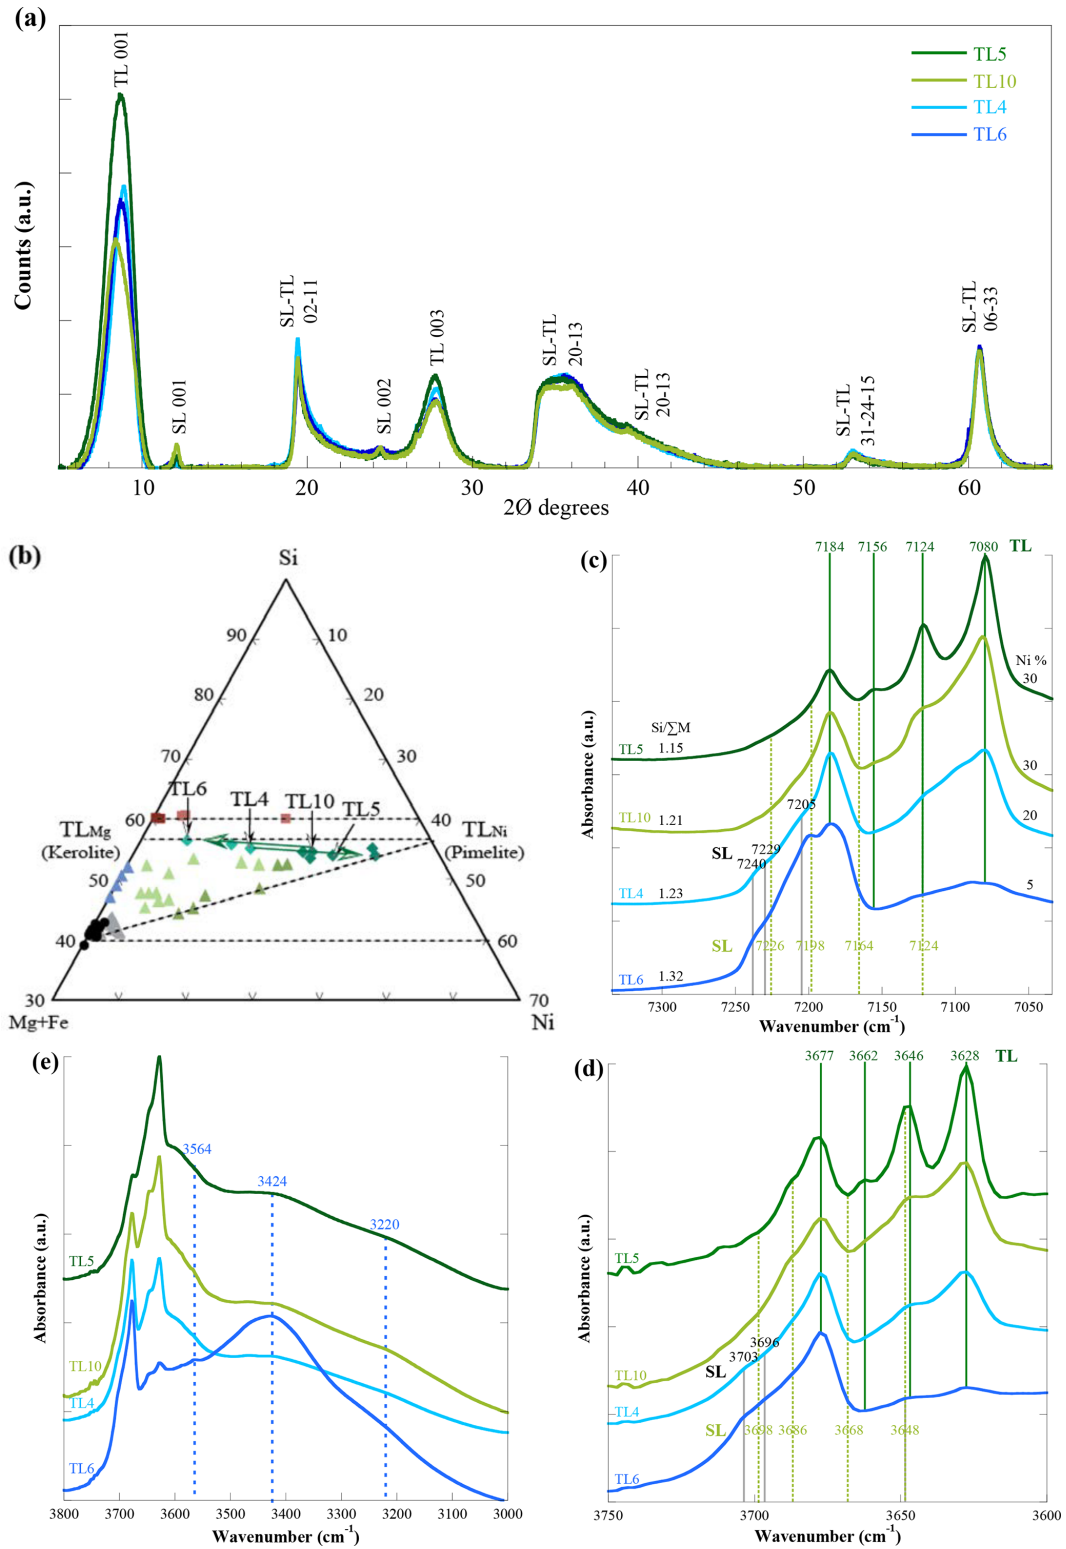 (a)
TL 001
SL 001
SL-TL
02-11
SL 002
TL 003
SL-TL
20-13
SL-TL
20-13
SL-TL
31-24-15
SL-TL
06-33
TL5
TL10
TL4
TL6
Counts (a.u.)
10 20 30 40 50 60
2Ø degrees
(b)
Si
90 10
80 20
70 30
TL6 TL4 TL10 TL5
60 40
TLMg TLNi
(Kerolite) (Pimelite)
50 50
40 60
30 70
Mg+Fe Ni
(c)
7184 7156 7124 7080 TL
Ni %
30
Si/∑M
TL5 1.15
30
7205
TL10 1.21
20
SL 7229
7240
TL4 1.23
5
SL 7226 7198 7164 7124
TL6 1.32
Absorbance (a.u.)
7300 7250 7200 7150 7100 7050
Wavenumber (cm-1)
(e)
3564
3424
3220
TL5
TL10
TL4
TL6
Absorbance (a.u.)
3800 3700 3600 3500 3400 3300 3200 3100 3000
Wavenumber (cm-1)
(d)
3677 3662 3646 3628 TL
TL5
3696
3703
TL10 SL
TL4
SL 3698 3686 3668 3648
TL6
Absorbance (a.u.)
3750 3700 3650 3600
Wavenumber (cm-1)